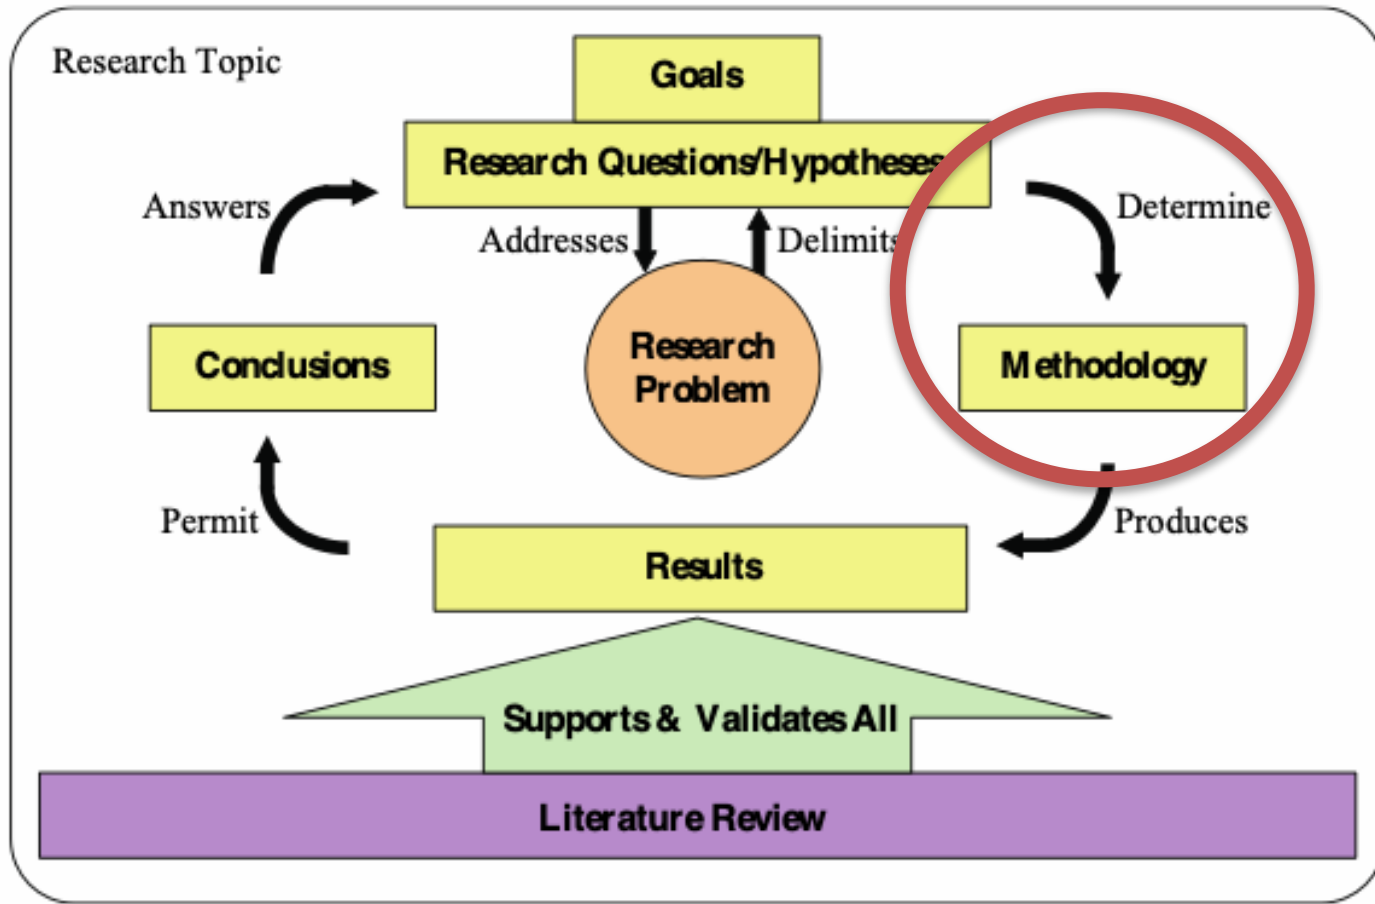 Research Topic
Goals
Research Questions/Hypotheses
Answers
Determine
Addresses
Delimits
Research
Problem
Conclusions
Methodology
Permit
Produces
Results
Supports & Validates All
Literature Review